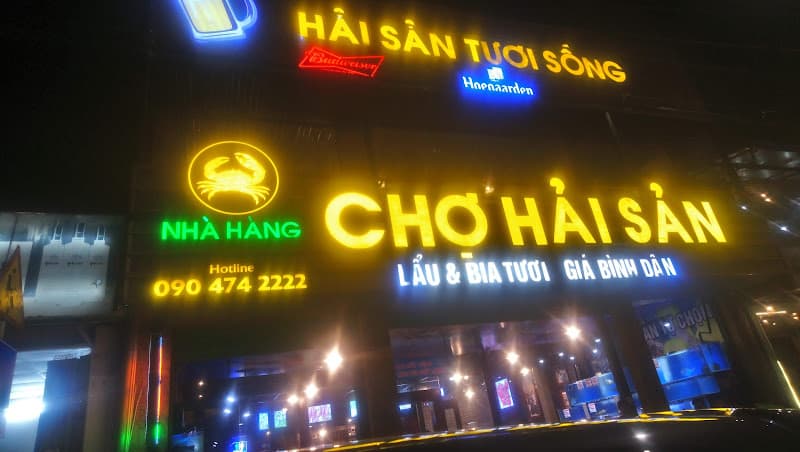 HẢI SẢN TƯƠI SỐNG
Budweiser
Hoegaarden
NHÀ HÀNG
CHỢ HẢI SẢN
LẨU & BIA TƯƠI GIÁ BÌNH DÂN
Hotline
090 474 2222